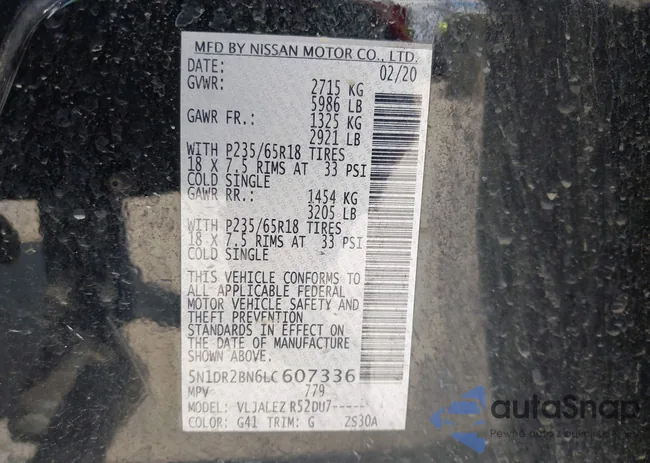 MFD BY NISSAN MOTOR CO., LTD.
DATE: 02/20
GVWR: 2715 KG
5986 LB
GAWR FR.: 1325 KG
2921 LB
WITH P235/65R18 TIRES
18 X 7.5 RIMS AT 33 PSI
COLD SINGLE
GAWR RR.: 1454 KG
3205 LB
WITH P235/65R18 TIRES
18 X 7.5 RIMS AT 33 PSI
COLD SINGLE
THIS VEHICLE CONFORMS TO
ALL APPLICABLE FEDERAL
MOTOR VEHICLE SAFETY AND
THEFT PREVENTION
STANDARDS IN EFFECT ON
THE DATE OF MANUFACTURE
SHOWN ABOVE
5N1DR2BN6LC607336
MPV 779
MODEL: VLJALEZ R52DU7-----
COLOR: G41 TRIM: G ZS30A
autoSnap
Pewne auto z